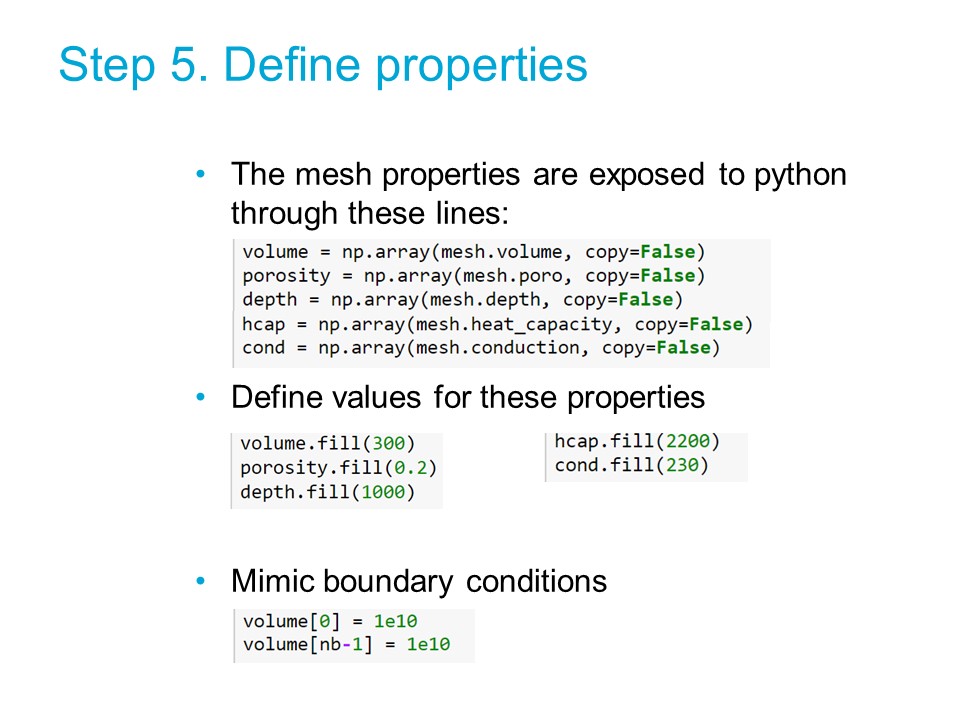 Step 5. Define properties
• The mesh properties are exposed to python
through these lines:
volume = np.array(mesh.volume, copy=False)
porosity = np.array(mesh.poro, copy=False)
depth = np.array(mesh.depth, copy=False)
hcap = np.array(mesh.heat_capacity, copy=False)
cond = np.array(mesh.conduction, copy=False)
• Define values for these properties
volume.fill(300)
porosity.fill(0.2)
depth.fill(1000)
hcap.fill(2200)
cond.fill(230)
• Mimic boundary conditions
volume[0] = 1e10
volume[nb-1] = 1e10